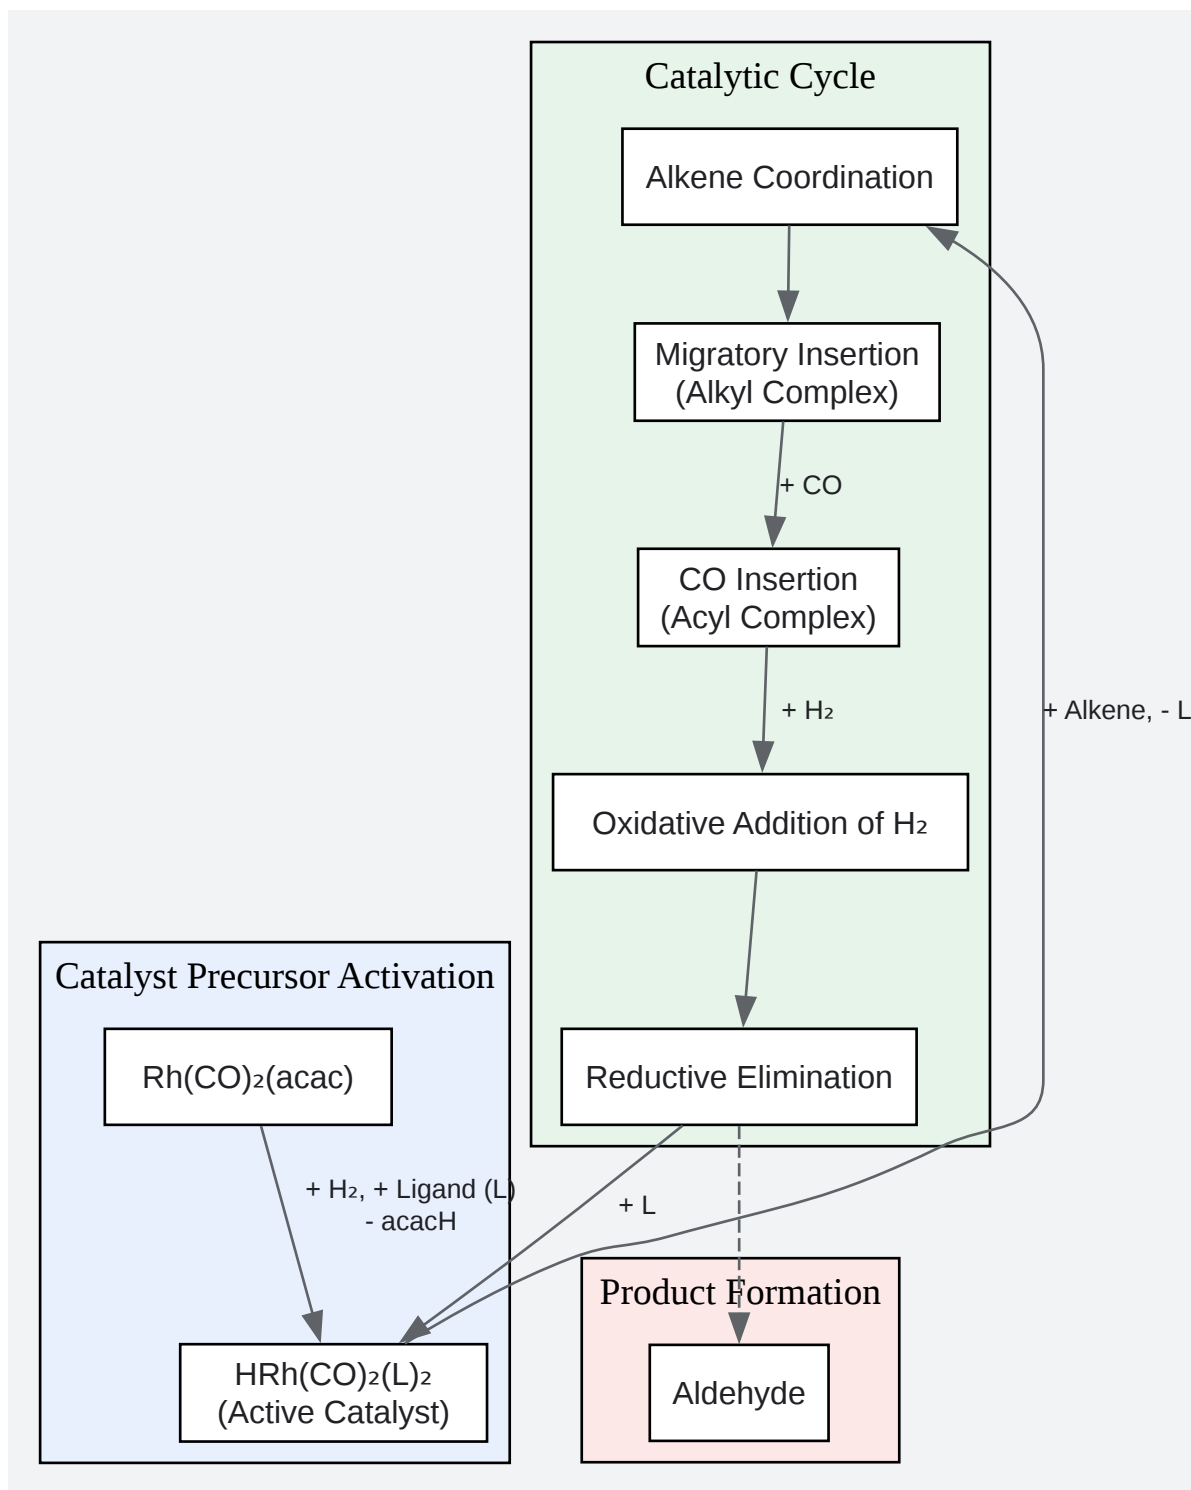 Catalytic Cycle
Alkene Coordination
Migratory Insertion
(Alkyl Complex)
+ CO
CO Insertion
(Acyl Complex)
+ H₂
+ Alkene, - L
Oxidative Addition of H₂
Catalyst Precursor Activation
Rh(CO)₂(acac)
Reductive Elimination
+ H₂, + Ligand (L)
- acacH
+ L
Product Formation
HRh(CO)₂(L)₂
(Active Catalyst)
Aldehyde